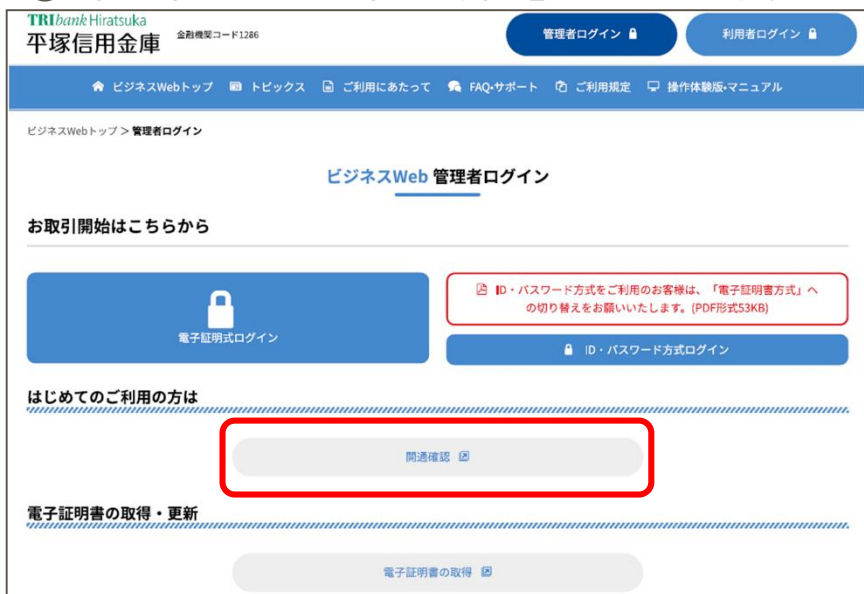 TRIbank Hiratsuka
平塚信用金庫 金融機関コード1286
管理者ログイン
利用者ログイン
ビジネスWebトップ トピックス ご利用にあたって FAQ・サポート ご利用規定 操作体験版・マニュアル
ビジネスWebトップ > 管理者ログイン
ビジネスWeb 管理者ログイン
お取引開始はこちらから
電子証明式ログイン
ID・パスワード方式をご利用のお客様は、「電子証明書方式」へ
の切り替えをお願いいたします。(PDF形式53KB)
ID・パスワード方式ログイン
はじめてのご利用の方は
開通確認
電子証明書の取得・更新
電子証明書の取得